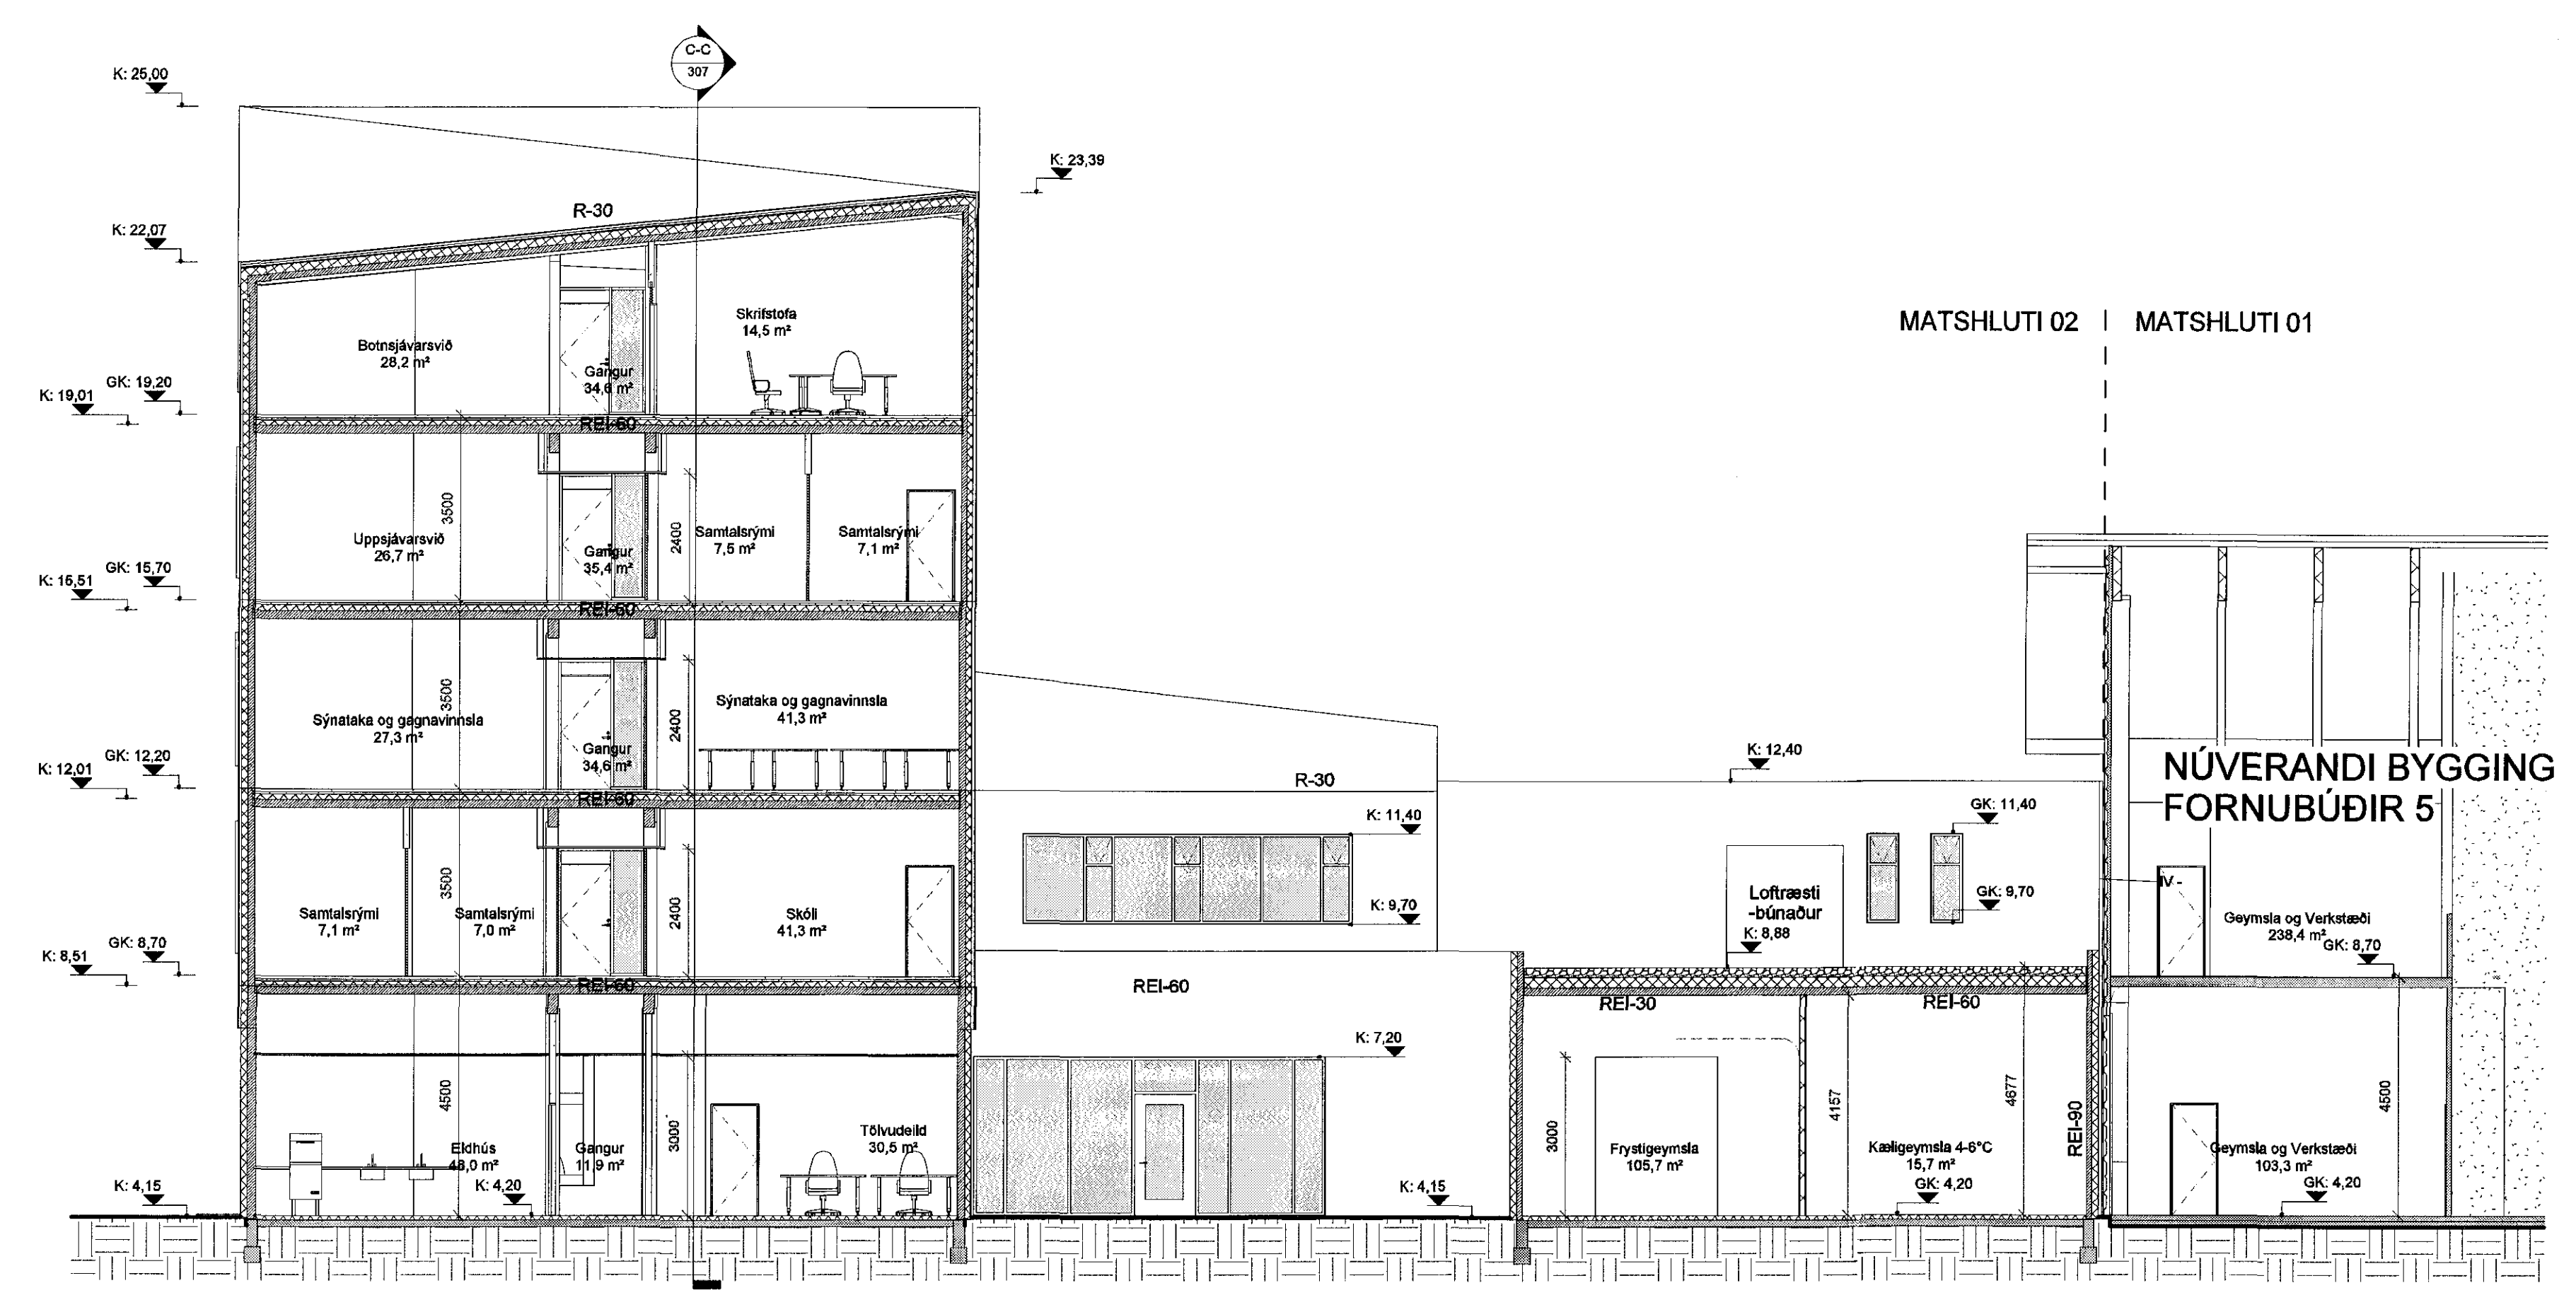 C-C
307
K: 25,00
K: 23,39
R-30
K: 22,07
MATSHLUTI 02
MATSHLUTI 01
Skrifstofa
14,5 m²
Botnsjávarsvið
28,2 m²
Gangur
34,6 m²
GK: 19,20
K: 19,01
REI-60
3500
2400
Uppsjávarsvið
26,7 m²
Gangur
35,4 m²
Samtalsrými
7,5 m²
Samtalsrými
7,1 m²
GK: 15,70
K: 15,51
REI-60
3500
2400
Sýnataka og gagnavinnsla
27,3 m²
Gangur
34,6 m²
Sýnataka og gagnavinnsla
41,3 m²
GK: 12,20
K: 12,01
REI-60
R-30
K: 12,40
NÚVERANDI BYGGING
FORNUBÚÐIR 5
K: 11,40
GK: 11,40
3500
2400
Samtalsrými
7,1 m²
Samtalsrými
7,0 m²
Skóli
41,3 m²
K: 9,70
Loftræsti
-búnaður
K: 8,88
GK: 9,70
IV -
Geymsla og Verkstæði
238,4 m²
GK: 8,70
GK: 8,70
K: 8,51
REI-60
REI-60
REI-30
REI-60
K: 7,20
4500
3000
3000
4157
4677
REI-90
4500
Eldhús
48,0 m²
Gangur
11,9 m²
Tölvudeild
30,5 m²
Frystigeymsla
105,7 m²
Kæligeymsla 4-6°C
15,7 m²
GK: 4,20
Geymsla og Verkstæði
103,3 m²
GK: 4,20
K: 4,15
K: 4,20
K: 4,15